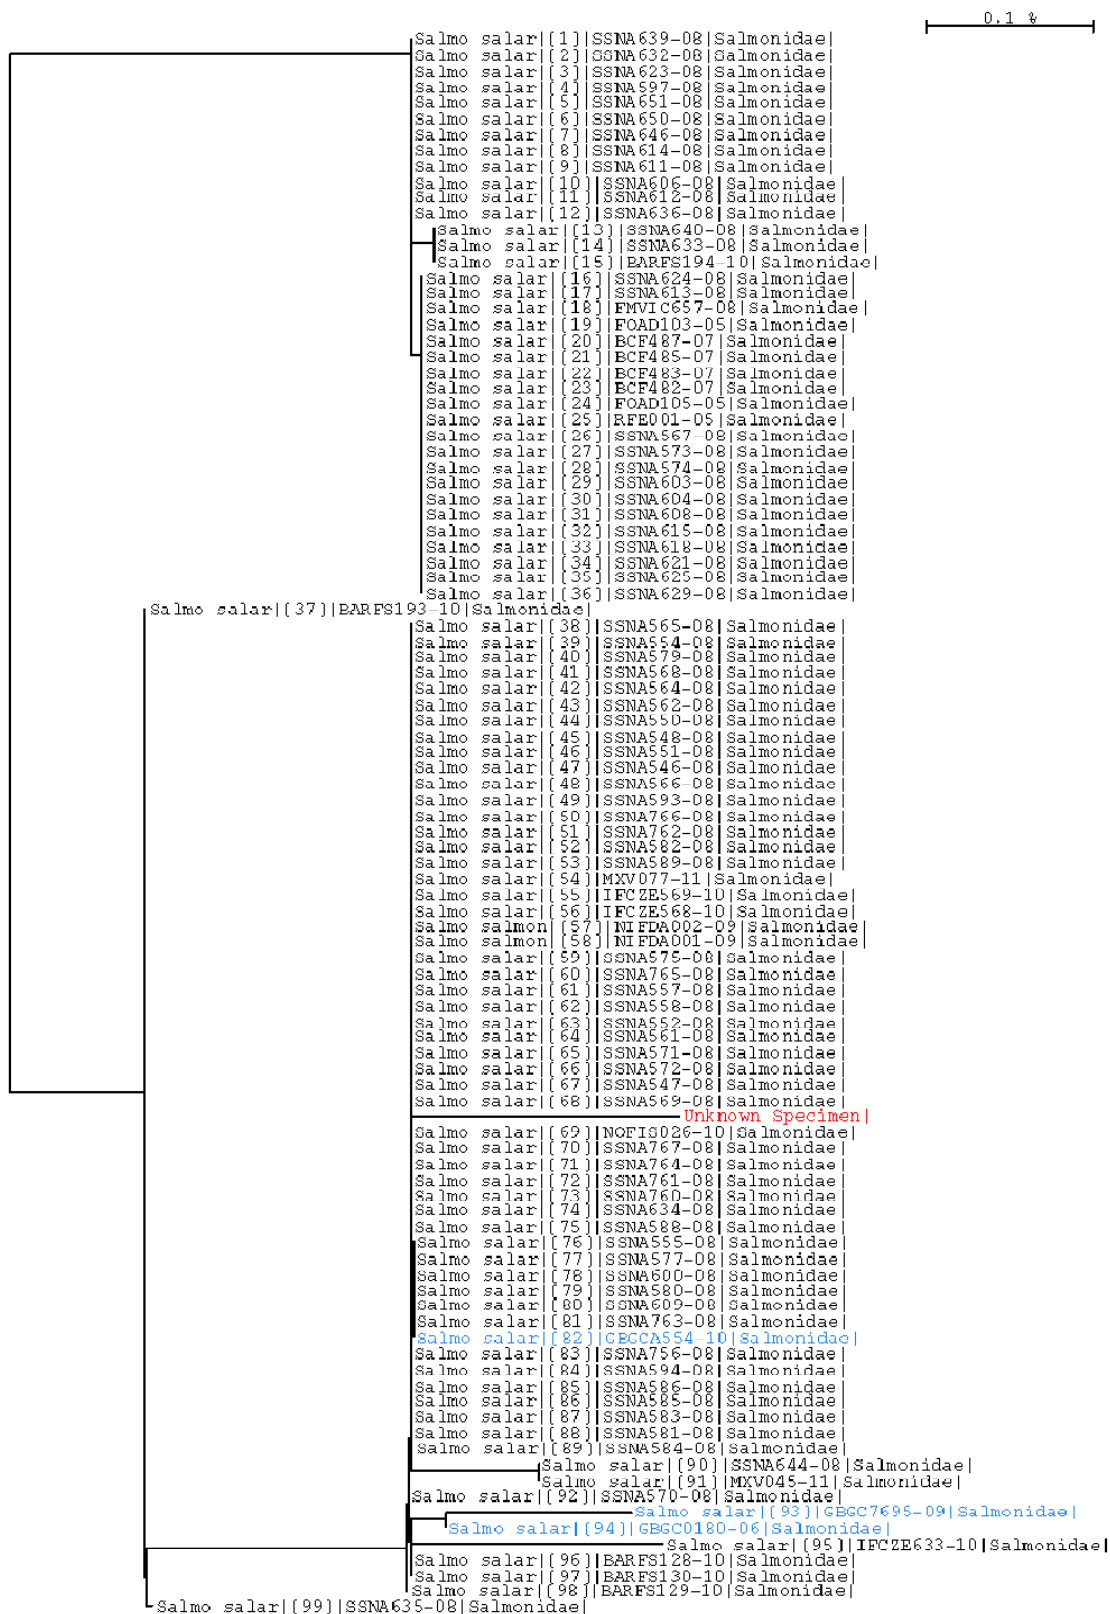 0.1 %
Salmo salar|[1]|SSNA639-08|Salmonidae|
Salmo salar|[2]|SSNA632-08|Salmonidae|
Salmo salar|[3]|SSNA623-08|Salmonidae|
Salmo salar|[4]|SSNA597-08|Salmonidae|
Salmo salar|[5]|SSNA651-08|Salmonidae|
Salmo salar|[6]|SSNA650-08|Salmonidae|
Salmo salar|[7]|SSNA646-08|Salmonidae|
Salmo salar|[8]|SSNA614-08|Salmonidae|
Salmo salar|[9]|SSNA611-08|Salmonidae|
Salmo salar|[10]|SSNA606-08|Salmonidae|
Salmo salar|[11]|SSNA612-08|Salmonidae|
Salmo salar|[12]|SSNA636-08|Salmonidae|
Salmo salar|[13]|SSNA640-08|Salmonidae|
Salmo salar|[14]|SSNA633-08|Salmonidae|
Salmo salar|[15]|BARFS194-10|Salmonidae|
Salmo salar|[16]|SSNA624-08|Salmonidae|
Salmo salar|[17]|SSNA613-08|Salmonidae|
Salmo salar|[18]|FMVIC657-08|Salmonidae|
Salmo salar|[19]|FOAD103-05|Salmonidae|
Salmo salar|[20]|BCF487-07|Salmonidae|
Salmo salar|[21]|BCF485-07|Salmonidae|
Salmo salar|[22]|BCF483-07|Salmonidae|
Salmo salar|[23]|BCF482-07|Salmonidae|
Salmo salar|[24]|FOAD105-05|Salmonidae|
Salmo salar|[25]|RFE001-05|Salmonidae|
Salmo salar|[26]|SSNA567-08|Salmonidae|
Salmo salar|[27]|SSNA573-08|Salmonidae|
Salmo salar|[28]|SSNA574-08|Salmonidae|
Salmo salar|[29]|SSNA603-08|Salmonidae|
Salmo salar|[30]|SSNA604-08|Salmonidae|
Salmo salar|[31]|SSNA608-08|Salmonidae|
Salmo salar|[32]|SSNA615-08|Salmonidae|
Salmo salar|[33]|SSNA618-08|Salmonidae|
Salmo salar|[34]|SSNA621-08|Salmonidae|
Salmo salar|[35]|SSNA625-08|Salmonidae|
Salmo salar|[36]|SSNA629-08|Salmonidae|
Salmo salar|[37]|BARFS193-10|Salmonidae|
Salmo salar|[38]|SSNA565-08|Salmonidae|
Salmo salar|[39]|SSNA554-08|Salmonidae|
Salmo salar|[40]|SSNA579-08|Salmonidae|
Salmo salar|[41]|SSNA568-08|Salmonidae|
Salmo salar|[42]|SSNA564-08|Salmonidae|
Salmo salar|[43]|SSNA562-08|Salmonidae|
Salmo salar|[44]|SSNA550-08|Salmonidae|
Salmo salar|[45]|SSNA548-08|Salmonidae|
Salmo salar|[46]|SSNA551-08|Salmonidae|
Salmo salar|[47]|SSNA546-08|Salmonidae|
Salmo salar|[48]|SSNA566-08|Salmonidae|
Salmo salar|[49]|SSNA593-08|Salmonidae|
Salmo salar|[50]|SSNA766-08|Salmonidae|
Salmo salar|[51]|SSNA762-08|Salmonidae|
Salmo salar|[52]|SSNA582-08|Salmonidae|
Salmo salar|[53]|SSNA589-08|Salmonidae|
Salmo salar|[54]|MXV077-11|Salmonidae|
Salmo salar|[55]|IFCZE569-10|Salmonidae|
Salmo salar|[56]|IFCZE568-10|Salmonidae|
Salmo salmon|[57]|NIFDA002-09|Salmonidae|
Salmo salmon|[58]|NIFDA001-09|Salmonidae|
Salmo salar|[59]|SSNA575-08|Salmonidae|
Salmo salar|[60]|SSNA765-08|Salmonidae|
Salmo salar|[61]|SSNA557-08|Salmonidae|
Salmo salar|[62]|SSNA558-08|Salmonidae|
Salmo salar|[63]|SSNA552-08|Salmonidae|
Salmo salar|[64]|SSNA561-08|Salmonidae|
Salmo salar|[65]|SSNA571-08|Salmonidae|
Salmo salar|[66]|SSNA572-08|Salmonidae|
Salmo salar|[67]|SSNA547-08|Salmonidae|
Salmo salar|[68]|SSNA569-08|Salmonidae|
Unknown Specimen|
Salmo salar|[69]|NOFIS026-10|Salmonidae|
Salmo salar|[70]|SSNA767-08|Salmonidae|
Salmo salar|[71]|SSNA764-08|Salmonidae|
Salmo salar|[72]|SSNA761-08|Salmonidae|
Salmo salar|[73]|SSNA760-08|Salmonidae|
Salmo salar|[74]|SSNA634-08|Salmonidae|
Salmo salar|[75]|SSNA588-08|Salmonidae|
Salmo salar|[76]|SSNA555-08|Salmonidae|
Salmo salar|[77]|SSNA577-08|Salmonidae|
Salmo salar|[78]|SSNA600-08|Salmonidae|
Salmo salar|[79]|SSNA580-08|Salmonidae|
Salmo salar|[80]|SSNA609-08|Salmonidae|
Salmo salar|[81]|SSNA763-08|Salmonidae|
Salmo salar|[82]|GBGCA554-10|Salmonidae|
Salmo salar|[83]|SSNA756-08|Salmonidae|
Salmo salar|[84]|SSNA594-08|Salmonidae|
Salmo salar|[85]|SSNA586-08|Salmonidae|
Salmo salar|[86]|SSNA585-08|Salmonidae|
Salmo salar|[87]|SSNA583-08|Salmonidae|
Salmo salar|[88]|SSNA581-08|Salmonidae|
Salmo salar|[89]|SSNA584-08|Salmonidae|
Salmo salar|[90]|SSNA644-08|Salmonidae|
Salmo salar|[91]|MXV045-11|Salmonidae|
Salmo salar|[92]|SSNA570-08|Salmonidae|
Salmo salar|[93]|GBGC7695-09|Salmonidae|
Salmo salar|[94]|GBGC0180-06|Salmonidae|
Salmo salar|[95]|IFCZE633-10|Salmonidae|
Salmo salar|[96]|BARFS128-10|Salmonidae|
Salmo salar|[97]|BARFS130-10|Salmonidae|
Salmo salar|[98]|BARFS129-10|Salmonidae|
Salmo salar|[99]|SSNA635-08|Salmonidae|